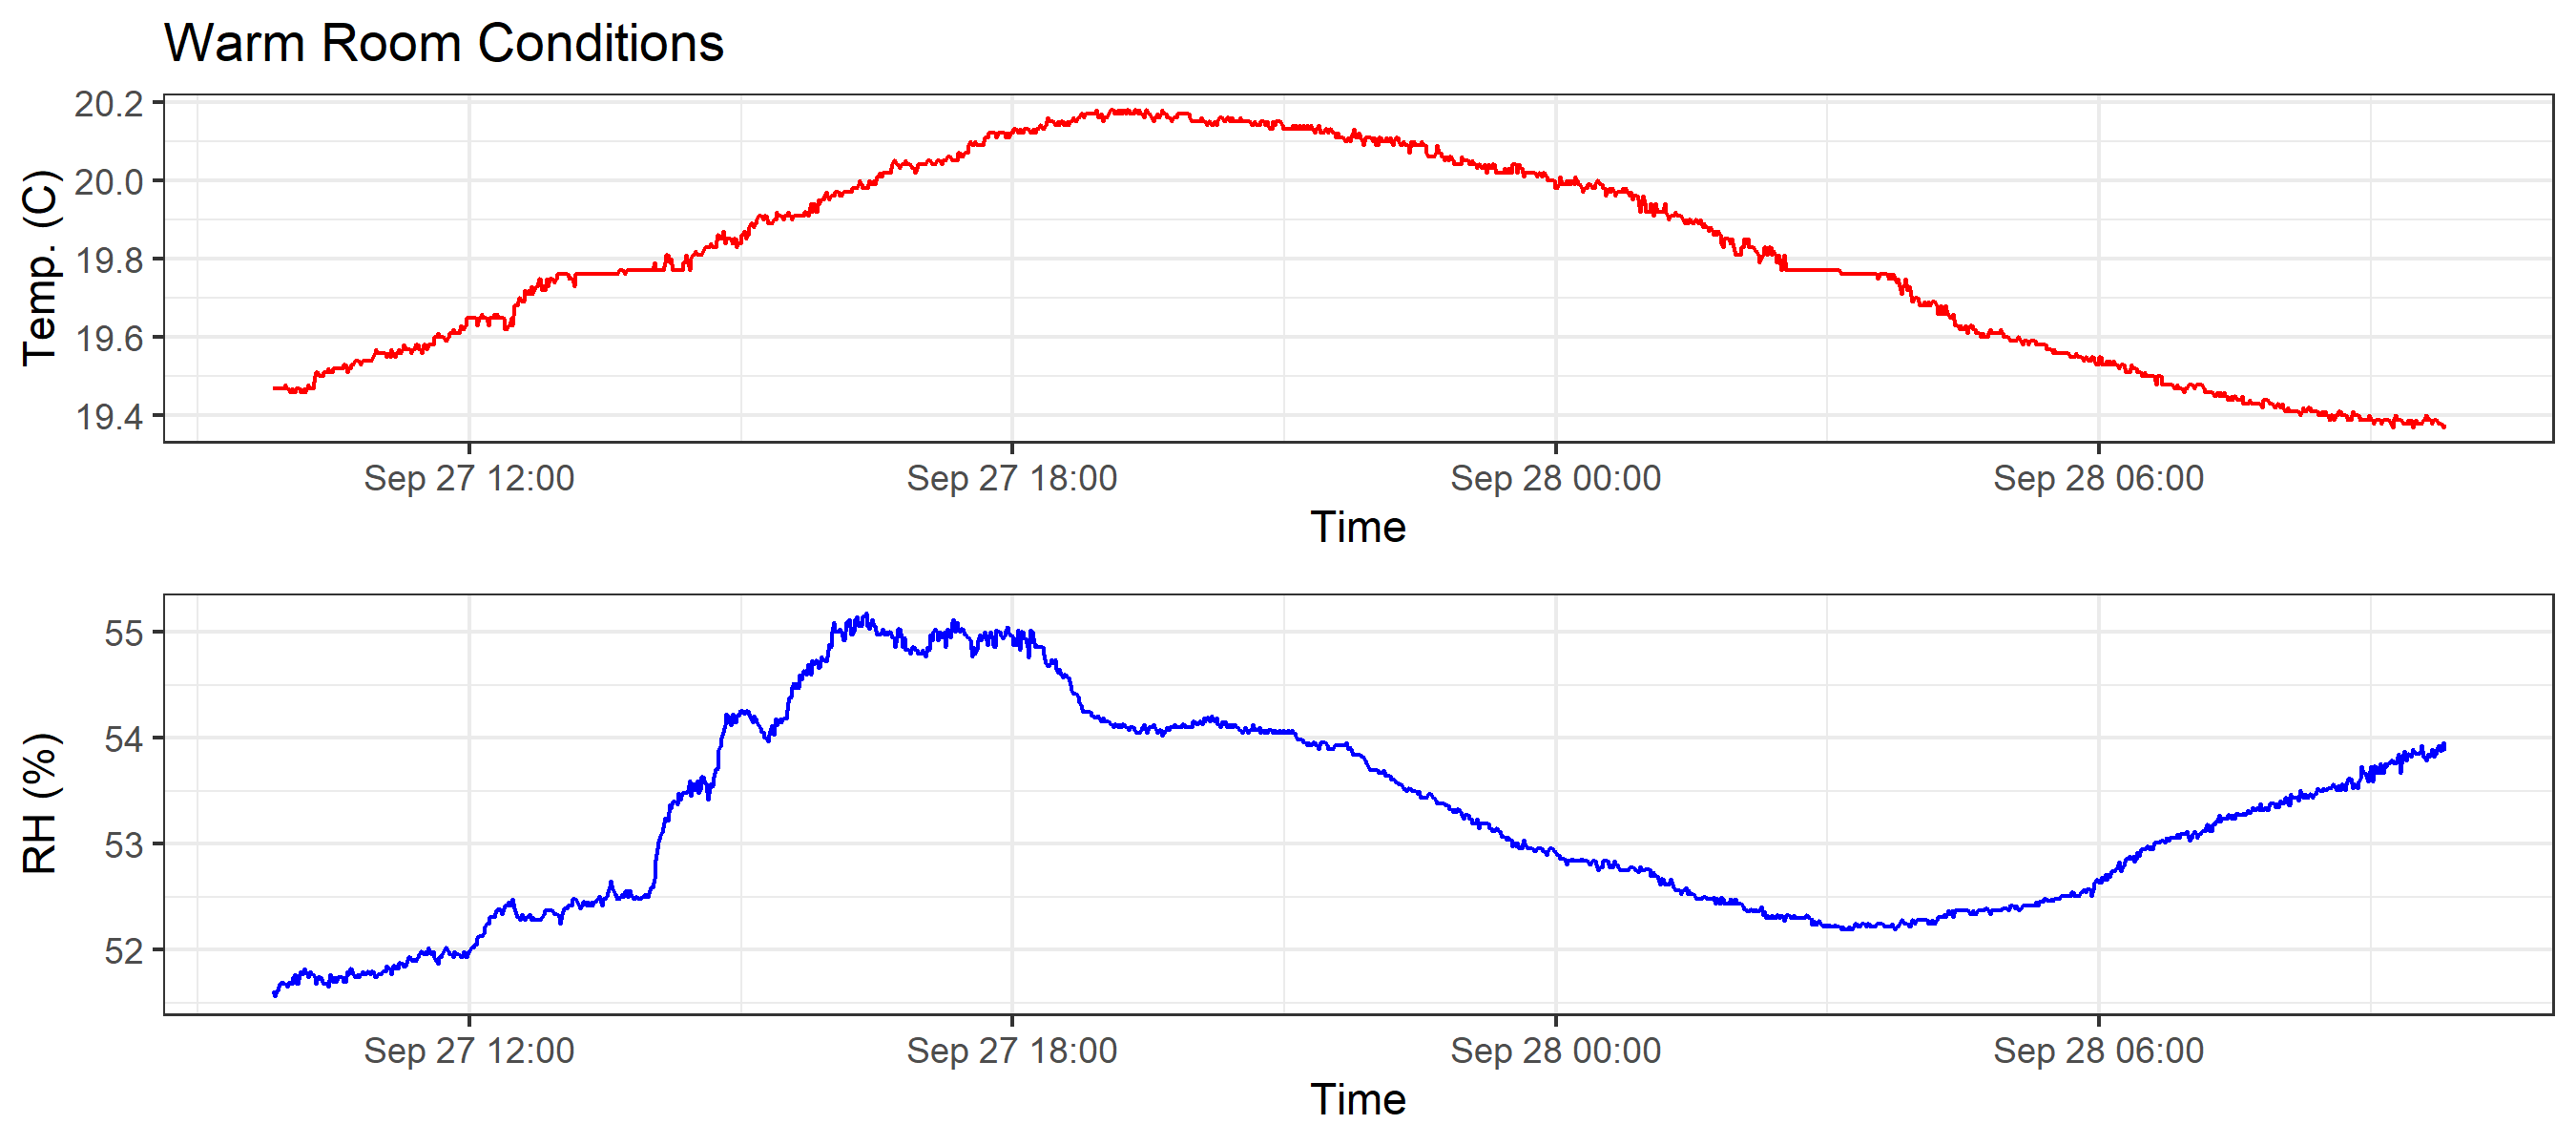 Warm Room Conditions
Temp. (C)
20.2
20.0
19.8
19.6
19.4
Sep 27 12:00 Sep 27 18:00 Sep 28 00:00 Sep 28 06:00
Time
RH (%)
55
54
53
52
Sep 27 12:00 Sep 27 18:00 Sep 28 00:00 Sep 28 06:00
Time